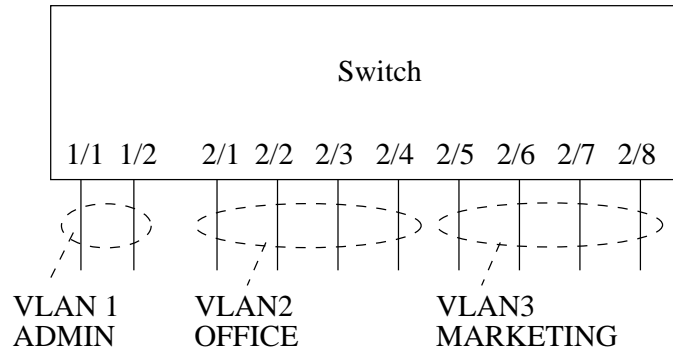 Switch
1/1 1/2 2/1 2/2 2/3 2/4 2/5 2/6 2/7 2/8
VLAN 1 VLAN2 VLAN3
ADMIN OFFICE MARKETING